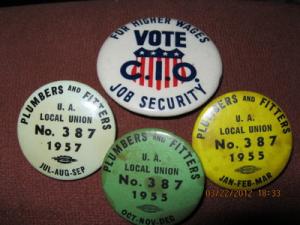 FOR HIGHER WAGES
VOTE
C.I.O.
JOB SECURITY
PLUMBERS AND FITTERS
U.A.
LOCAL UNION
No. 387
1957
JUL-AUG-SEP
PLUMBERS AND FITTERS
U.A.
LOCAL UNION
No. 387
1955
OCT-NOV-DEC
PLUMBERS AND FITTERS
U.A.
LOCAL UNION
No. 387
1955
JAN-FEB-MAR
03/22/2012 18:33